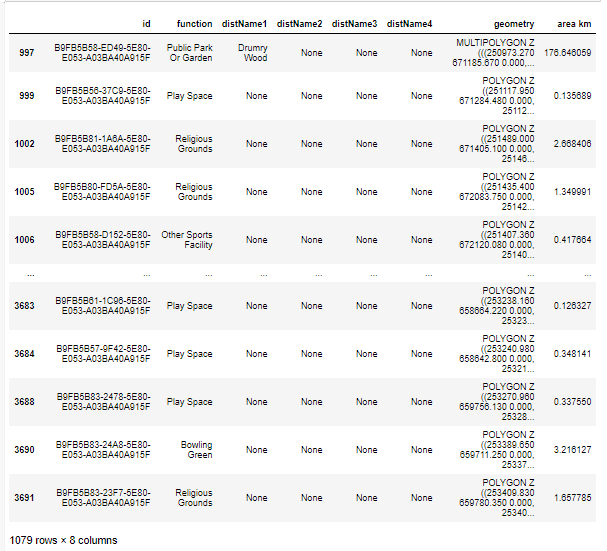 id function distName1 distName2 distName3 distName4 geometry area km
997 B9FB5B58-ED49-5E80-E053-A03BA40A915F Public Park Or Garden Drumry Wood None None None MULTIPOLYGON Z (((250973.270 671185.670 0.000,... 176.646059
999 B9FB5B56-37C9-5E80-E053-A03BA40A915F Play Space None None None None POLYGON Z ((251117.950 671284.480 0.000, 25112... 0.135689
1002 B9FB5B81-1A6A-5E80-E053-A03BA40A915F Religious Grounds None None None None POLYGON Z ((251489.000 671405.100 0.000, 25146... 2.668406
1005 B9FB5B80-FD5A-5E80-E053-A03BA40A915F Religious Grounds None None None None POLYGON Z ((251435.400 672083.750 0.000, 25142... 1.349991
1006 B9FB5B58-D152-5E80-E053-A03BA40A915F Other Sports Facility None None None None POLYGON Z ((251407.360 672120.080 0.000, 25140... 0.417664
... ... ... ... ... ... ... ... ...
3683 B9FB5B61-1C96-5E80-E053-A03BA40A915F Play Space None None None None POLYGON Z ((253238.160 658664.220 0.000, 25323... 0.126327
3684 B9FB5B57-9F42-5E80-E053-A03BA40A915F Play Space None None None None POLYGON Z ((253240.980 658642.800 0.000, 25321... 0.348141
3688 B9FB5B83-2478-5E80-E053-A03BA40A915F Play Space None None None None POLYGON Z ((253270.960 659756.130 0.000, 25328... 0.337550
3690 B9FB5B83-24A8-5E80-E053-A03BA40A915F Bowling Green None None None None POLYGON Z ((253389.650 659711.250 0.000, 25337... 3.216127
3691 B9FB5B83-23F7-5E80-E053-A03BA40A915F Religious Grounds None None None None POLYGON Z ((253409.830 659780.350 0.000, 25340... 1.657785
1079 rows × 8 columns